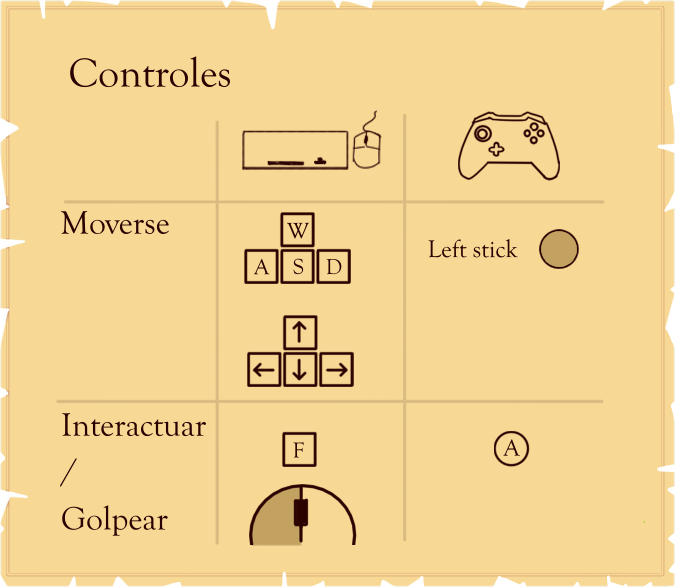 Controles
Moverse
W
A S D
Left stick
↑
← ↓ →
Interactuar
/
Golpear
F
A